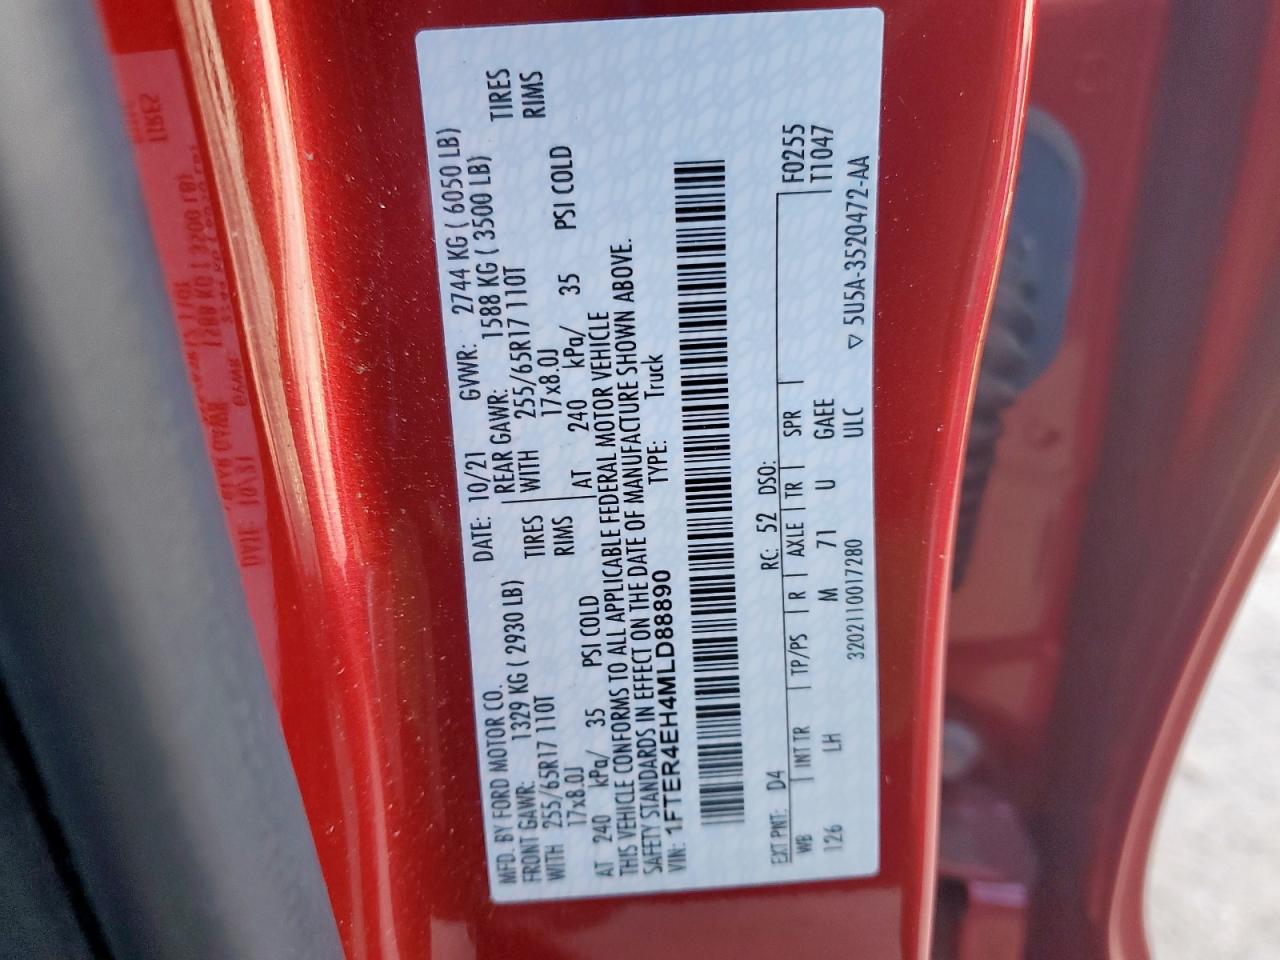 MFD. BY FORD MOTOR CO. DATE: 10/21 GVWR: 2744 KG ( 6050 LB)
FRONT GAWR: 1329 KG ( 2930 LB) REAR GAWR: 1588 KG ( 3500 LB)
WITH 255/65R17 110T TIRES WITH 255/65R17 110T TIRES
17x8.0J RIMS 17x8.0J RIMS
AT 240 kPa/ 35 PSI COLD AT 240 kPa/ 35 PSI COLD
THIS VEHICLE CONFORMS TO ALL APPLICABLE FEDERAL MOTOR VEHICLE
SAFETY STANDARDS IN EFFECT ON THE DATE OF MANUFACTURE SHOWN ABOVE.
VIN: 1FTER4EH4MLD88890 TYPE: Truck
EXT PNT: D4 RC: 52 DSO: F0255
WB INT TR TP/PS R AXLE TR SPR T1047
126 LH M 71 U GAEE
3202110017280 ULC ▽ 5U5A-3520472-AA